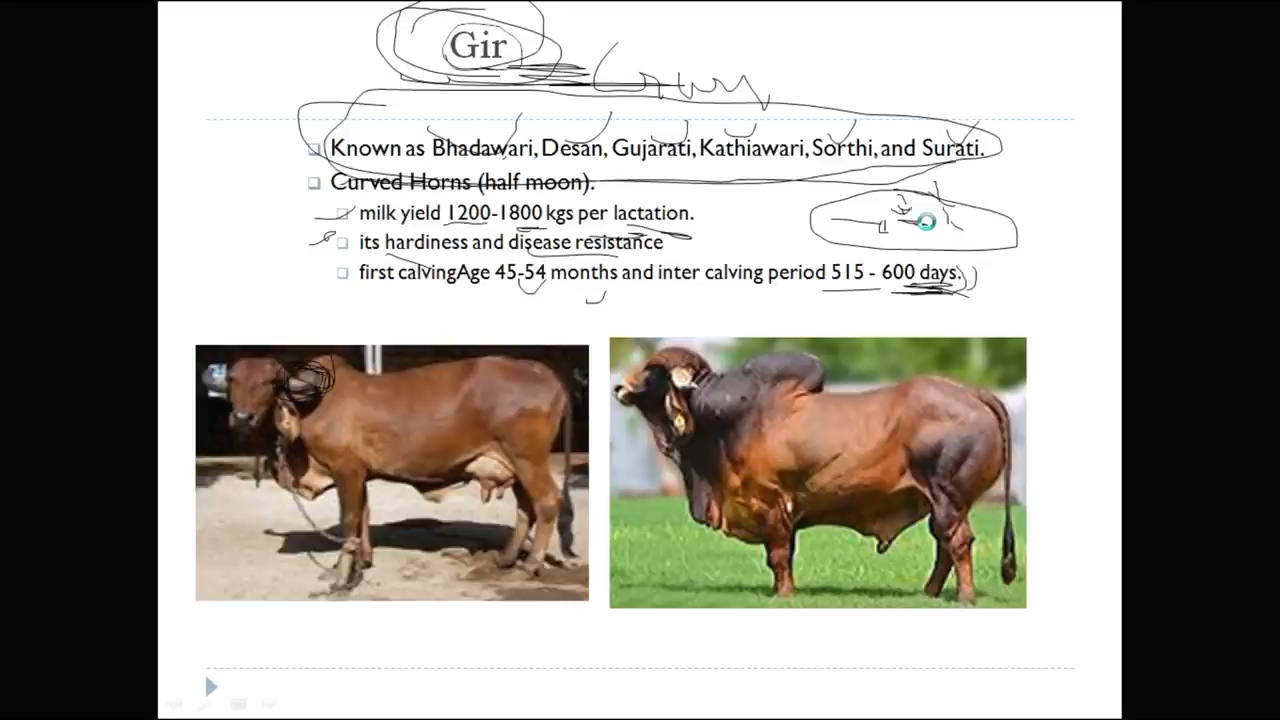 Gir
Known as Bhadawari, Desan, Gujarati, Kathiawari, Sorthi, and Surati.
Curved Horns (half moon).
milk yield 1200-1800 kgs per lactation.
its hardiness and disease resistance
first calvingAge 45-54 months and inter calving period 515 - 600 days.